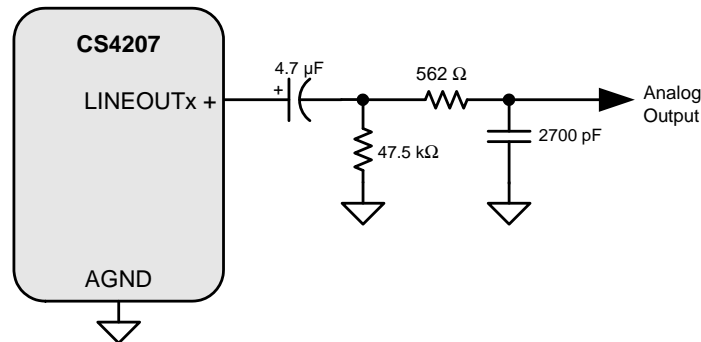 CS4207
LINEOUTx +
AGND
4.7 µF
+
47.5 kΩ
562 Ω
2700 pF
Analog
Output